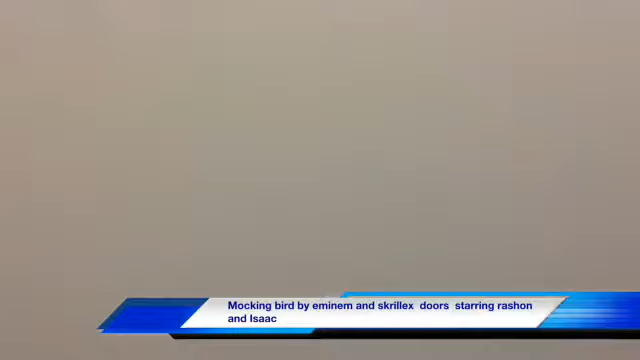 Mocking bird by eminem and skrillex  doors  starring rashon
and Isaac